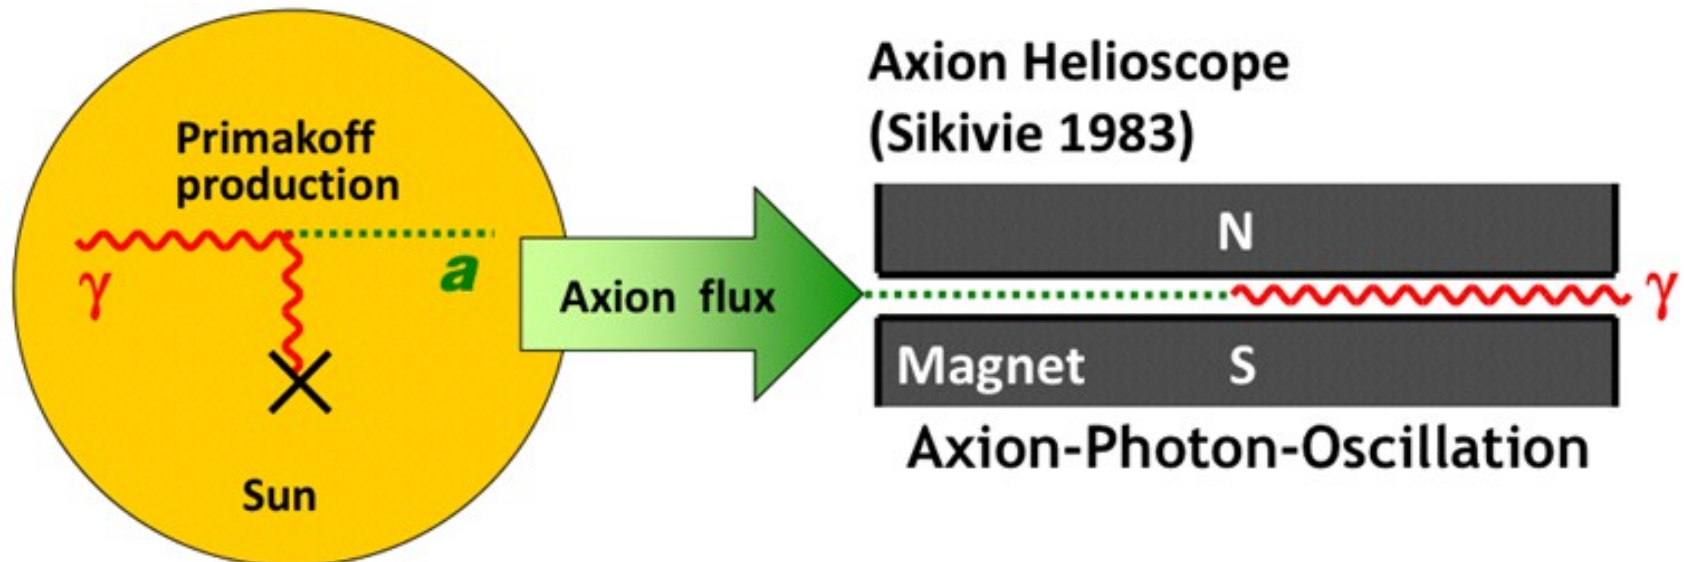 Primakoff
production
γ
a
Sun
Axion flux
Axion Helioscope
(Sikivie 1983)
N
γ
Magnet S
Axion-Photon-Oscillation